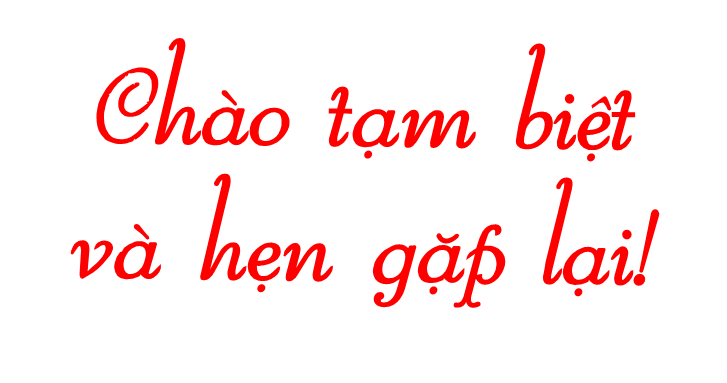 Chào tạm biệt
và hẹn gặp lại!